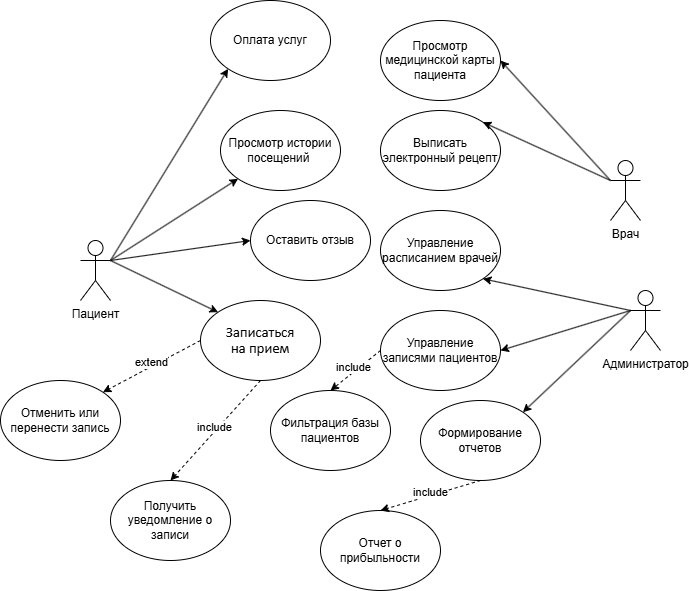 Оплата услуг
Просмотр
медицинской карты
пациента
Просмотр истории
посещений
Выписать
электронный рецепт
Врач
Оставить отзыв
Управление
расписанием врачей
Пациент
Записаться
на прием
Управление
записями пациентов
Администратор
extend
include
Отменить или
перенести запись
include
Фильтрация базы
пациентов
Формирование
отчетов
include
Получить
уведомление о
записи
Отчет о
прибыльности